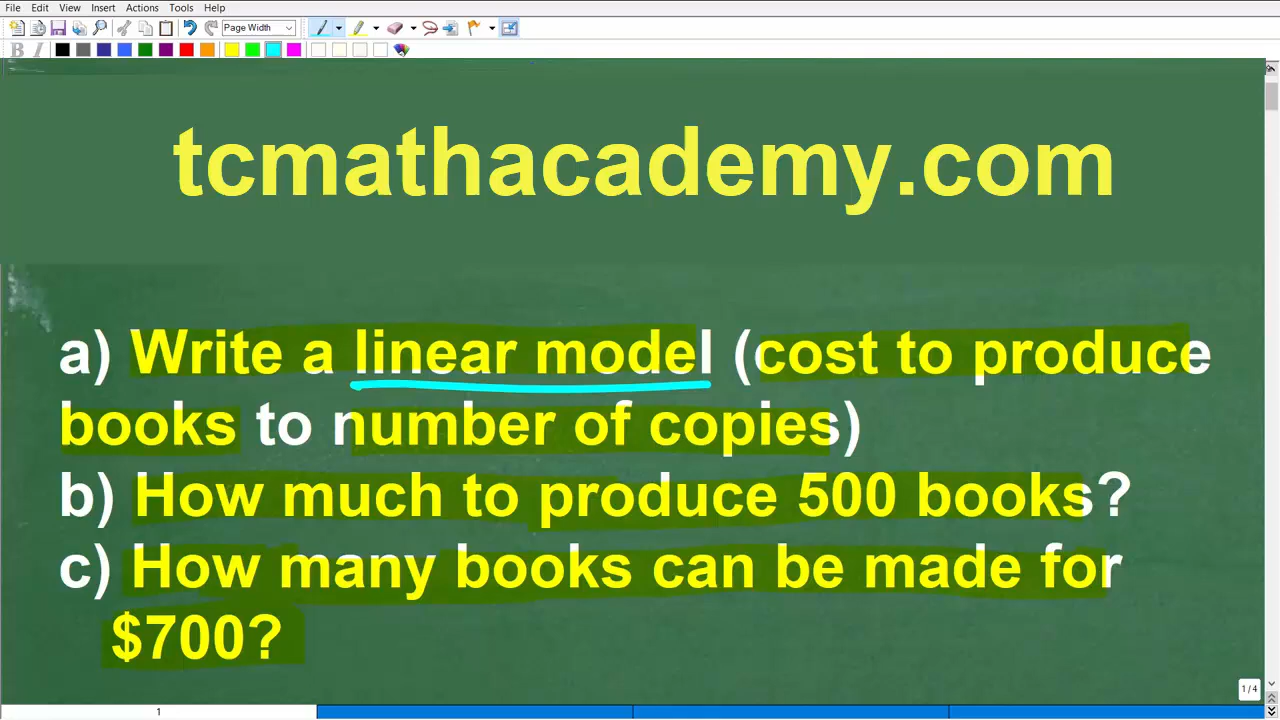 File Edit View Insert Actions Tools Help
Page Width
B I
tcmathacademy.com
a) Write a linear model (cost to produce
books to number of copies)
b) How much to produce 500 books?
c) How many books can be made for
$700?
1/4
1